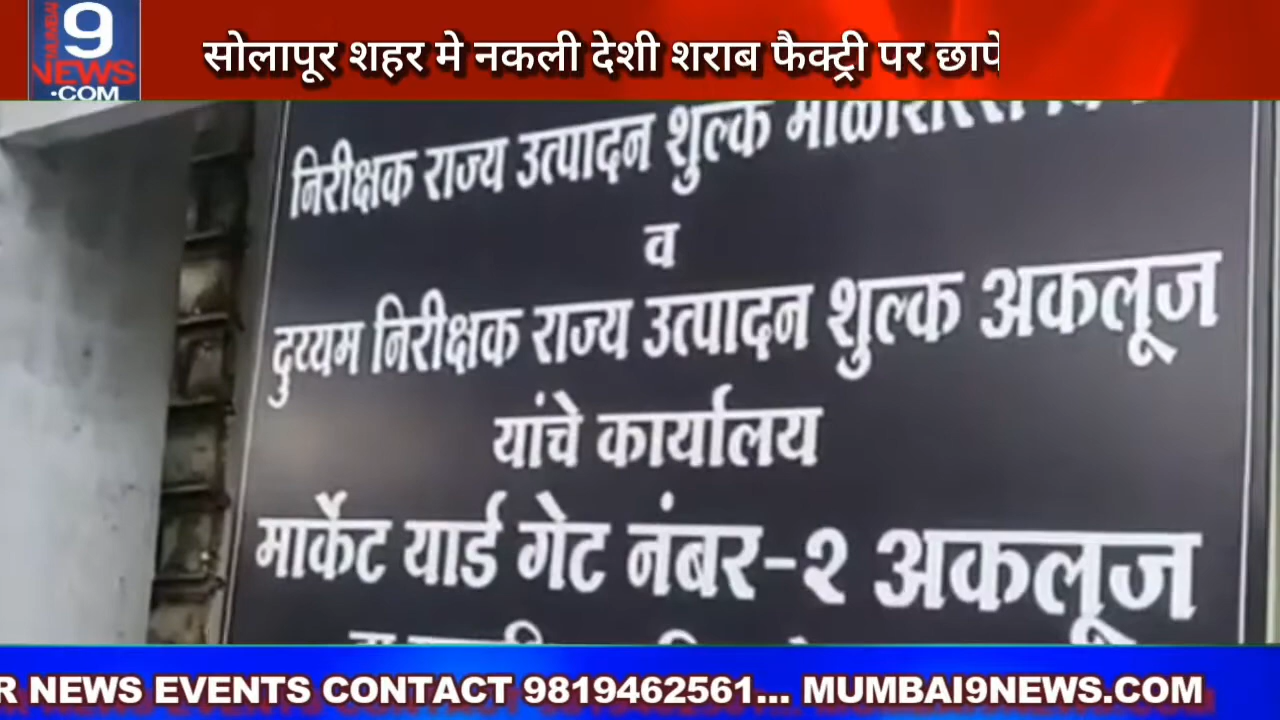 MUMBAI
9
NEWS
.COM
सोलापूर शहर मे नकली देशी शराब फैक्ट्री पर छापे
निरीक्षक राज्य उत्पादन शुल्क
व
दुय्यम निरीक्षक राज्य उत्पादन शुल्क अकलूज
यांचे कार्यालय
मार्केट यार्ड गेट नंबर-२ अकलूज
R NEWS EVENTS CONTACT 9819462561... MUMBAI9NEWS.COM